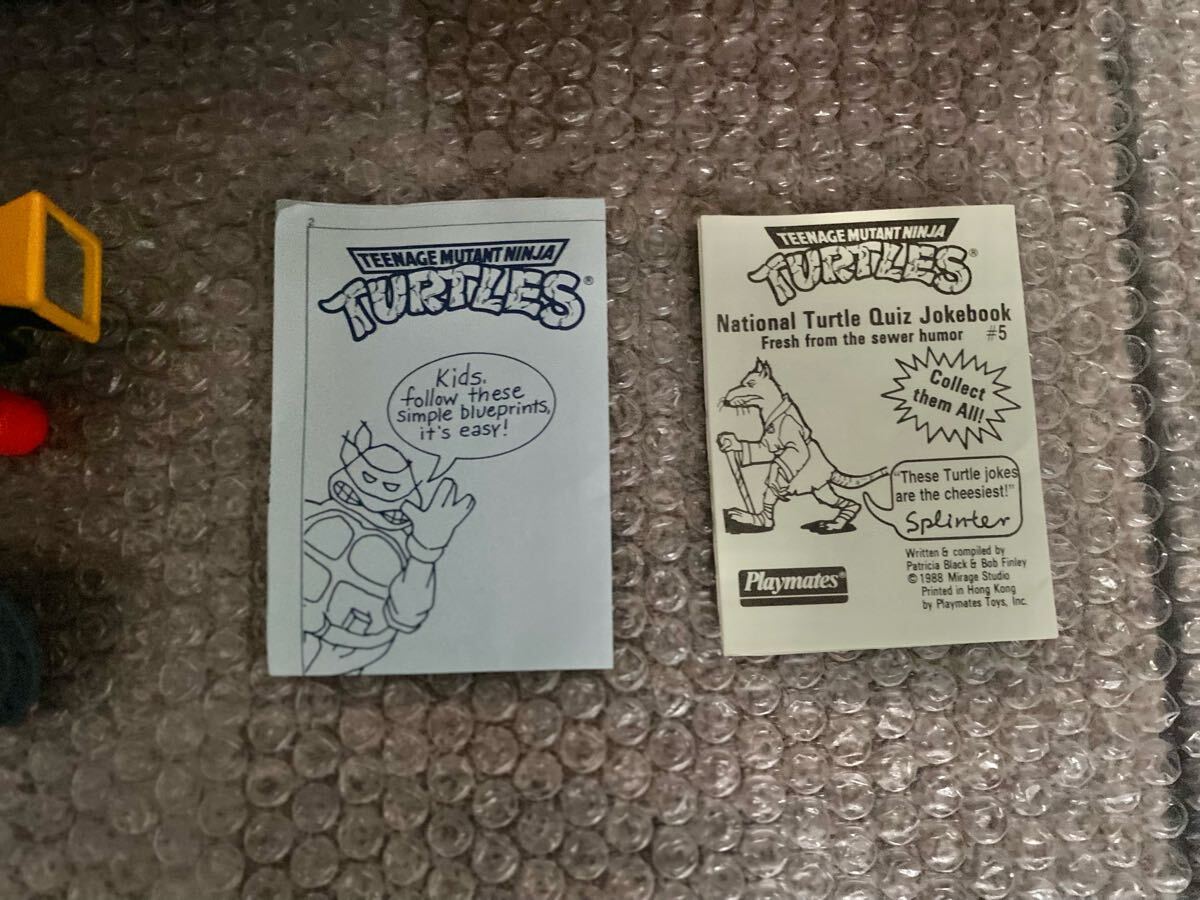 2
TEENAGE MUTANT NINJA
TURTLES®
Kids,
follow these
simple blueprints,
it's easy!
TEENAGE MUTANT NINJA
TURTLES®
National Turtle Quiz Jokebook
Fresh from the sewer humor #5
Collect
them All!
"These Turtle jokes
are the cheesiest!"
Splinter
Written & compiled by
Patricia Black & Bob Finley
© 1988 Mirage Studio
Printed in Hong Kong
by Playmates Toys, Inc.
Playmates®